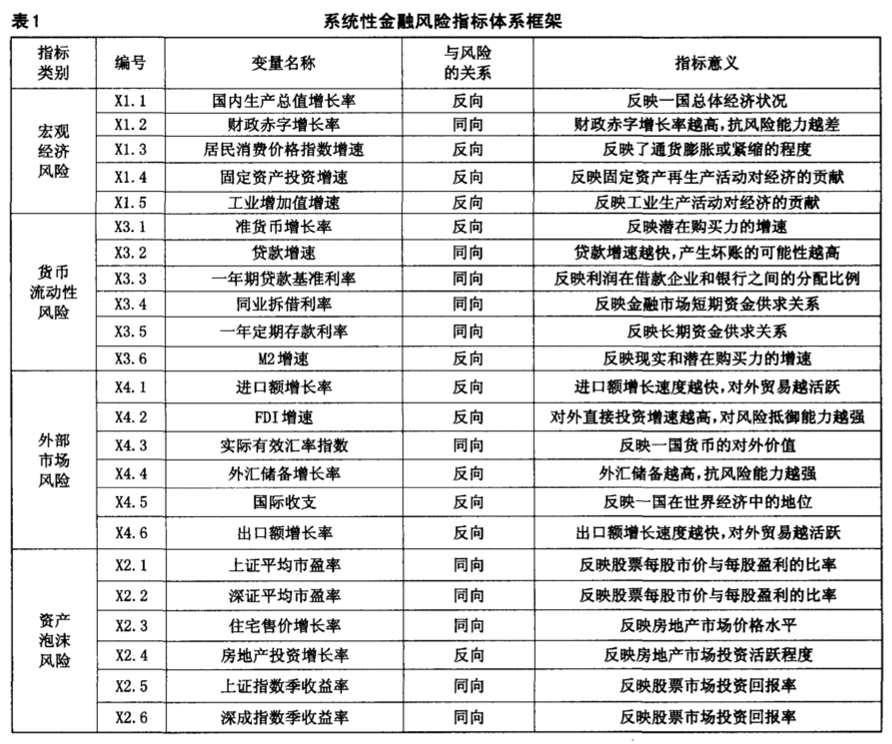 表1 系统性金融风险指标体系框架
指标类别 编号 变量名称 与风险的关系 指标意义
宏观经济风险
X1.1 国内生产总值增长率 反向 反映一国总体经济状况
X1.2 财政赤字增长率 同向 财政赤字增长率越高,抗风险能力越差
X1.3 居民消费价格指数增速 反向 反映了通货膨胀或紧缩的程度
X1.4 固定资产投资增速 反向 反映固定资产再生产活动对经济的贡献
X1.5 工业增加值增速 反向 反映工业生产活动对经济的贡献
货币流动性风险
X3.1 准货币增长率 反向 反映潜在购买力的增速
X3.2 贷款增速 同向 贷款增速越快,产生坏账的可能性越高
X3.3 一年期贷款基准利率 同向 反映利润在借款企业和银行之间的分配比例
X3.4 同业拆借利率 同向 反映金融市场短期资金供求关系
X3.5 一年定期存款利率 同向 反映长期资金供求关系
X3.6 M2增速 反向 反映现实和潜在购买力的增速
外部市场风险
X4.1 进口额增长率 反向 进口额增长速度越快,对外贸易越活跃
X4.2 FDI增速 反向 对外直接投资增速越高,对风险抵御能力越强
X4.3 实际有效汇率指数 同向 反映一国货币的对外价值
X4.4 外汇储备增长率 反向 外汇储备越高,抗风险能力越强
X4.5 国际收支 反向 反映一国在世界经济中的地位
X4.6 出口额增长率 反向 出口额增长速度越快,对外贸易越活跃
资产泡沫风险
X2.1 上证平均市盈率 同向 反映股票每股市价与每股盈利的比率
X2.2 深证平均市盈率 同向 反映股票每股市价与每股盈利的比率
X2.3 住宅售价增长率 同向 反映房地产市场价格水平
X2.4 房地产投资增长率 反向 反映房地产市场投资活跃程度
X2.5 上证指数季收益率 同向 反映股票市场投资回报率
X2.6 深成指数季收益率 同向 反映股票市场投资回报率